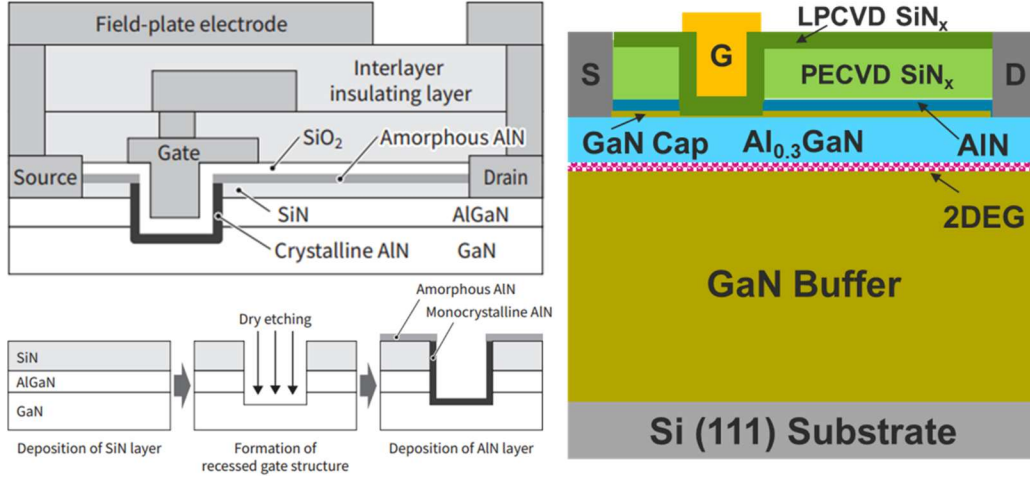 Field-plate electrode
Interlayer
insulating layer
SiO₂
Amorphous AlN
Gate
Source
Drain
SiN
AlGaN
Crystalline AlN
GaN
Amorphous AlN
Monocrystalline AlN
Dry etching
SiN
AlGaN
GaN
Deposition of SiN layer
Formation of
recessed gate structure
Deposition of AlN layer
LPCVD SiNₓ
G
S
PECVD SiNₓ
D
GaN Cap
Al₀.₃GaN
AlN
2DEG
GaN Buffer
Si (111) Substrate